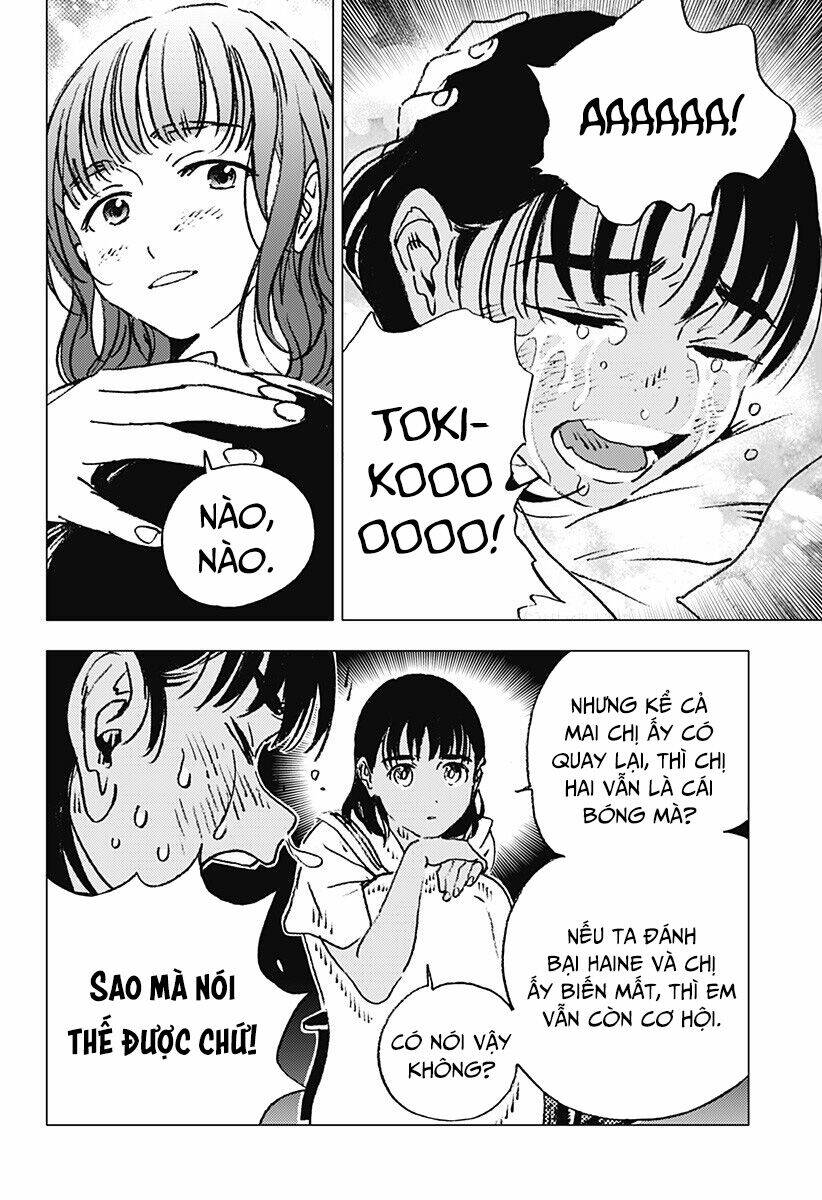 AAAAAA!
TOKI-
KOOO
OOOO!
NÀO,
NÀO.
NHƯNG KỂ CẢ
MAI CHỊ ẤY CÓ
QUAY LẠI, THÌ CHỊ
HAI VẪN LÀ CÁI
BÓNG MÀ?
NẾU TA ĐÁNH
BẠI HAINE VÀ CHỊ
ẤY BIẾN MẤT, THÌ EM
VẪN CÒN CƠ HỘI.
CÓ NÓI VẬY
KHÔNG?
SAO MÀ NÓI
THẾ ĐƯỢC CHỨ!